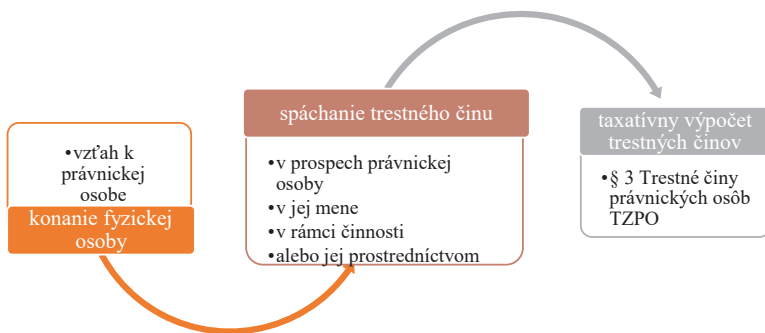 •vzťah k
právnickej
osobe
konanie fyzickej
osoby
spáchanie trestného činu
•v prospech právnickej
osoby
•v jej mene
•v rámci činnosti
•alebo jej prostredníctvom
taxatívny výpočet
trestných činov
•§ 3 Trestné činy
právnických osôb
TZPO